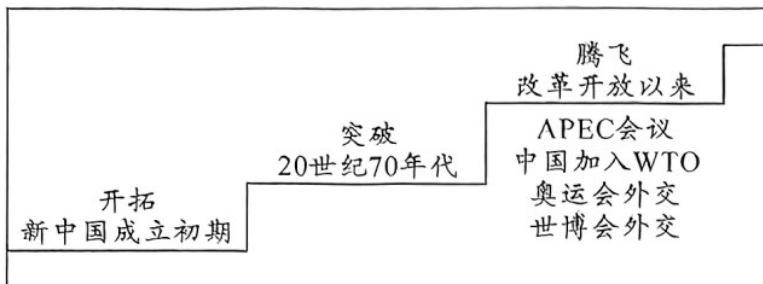 开拓
新中国成立初期
突破
20世纪70年代
腾飞
改革开放以来
APEC会议
中国加入WTO
奥运会外交
世博会外交